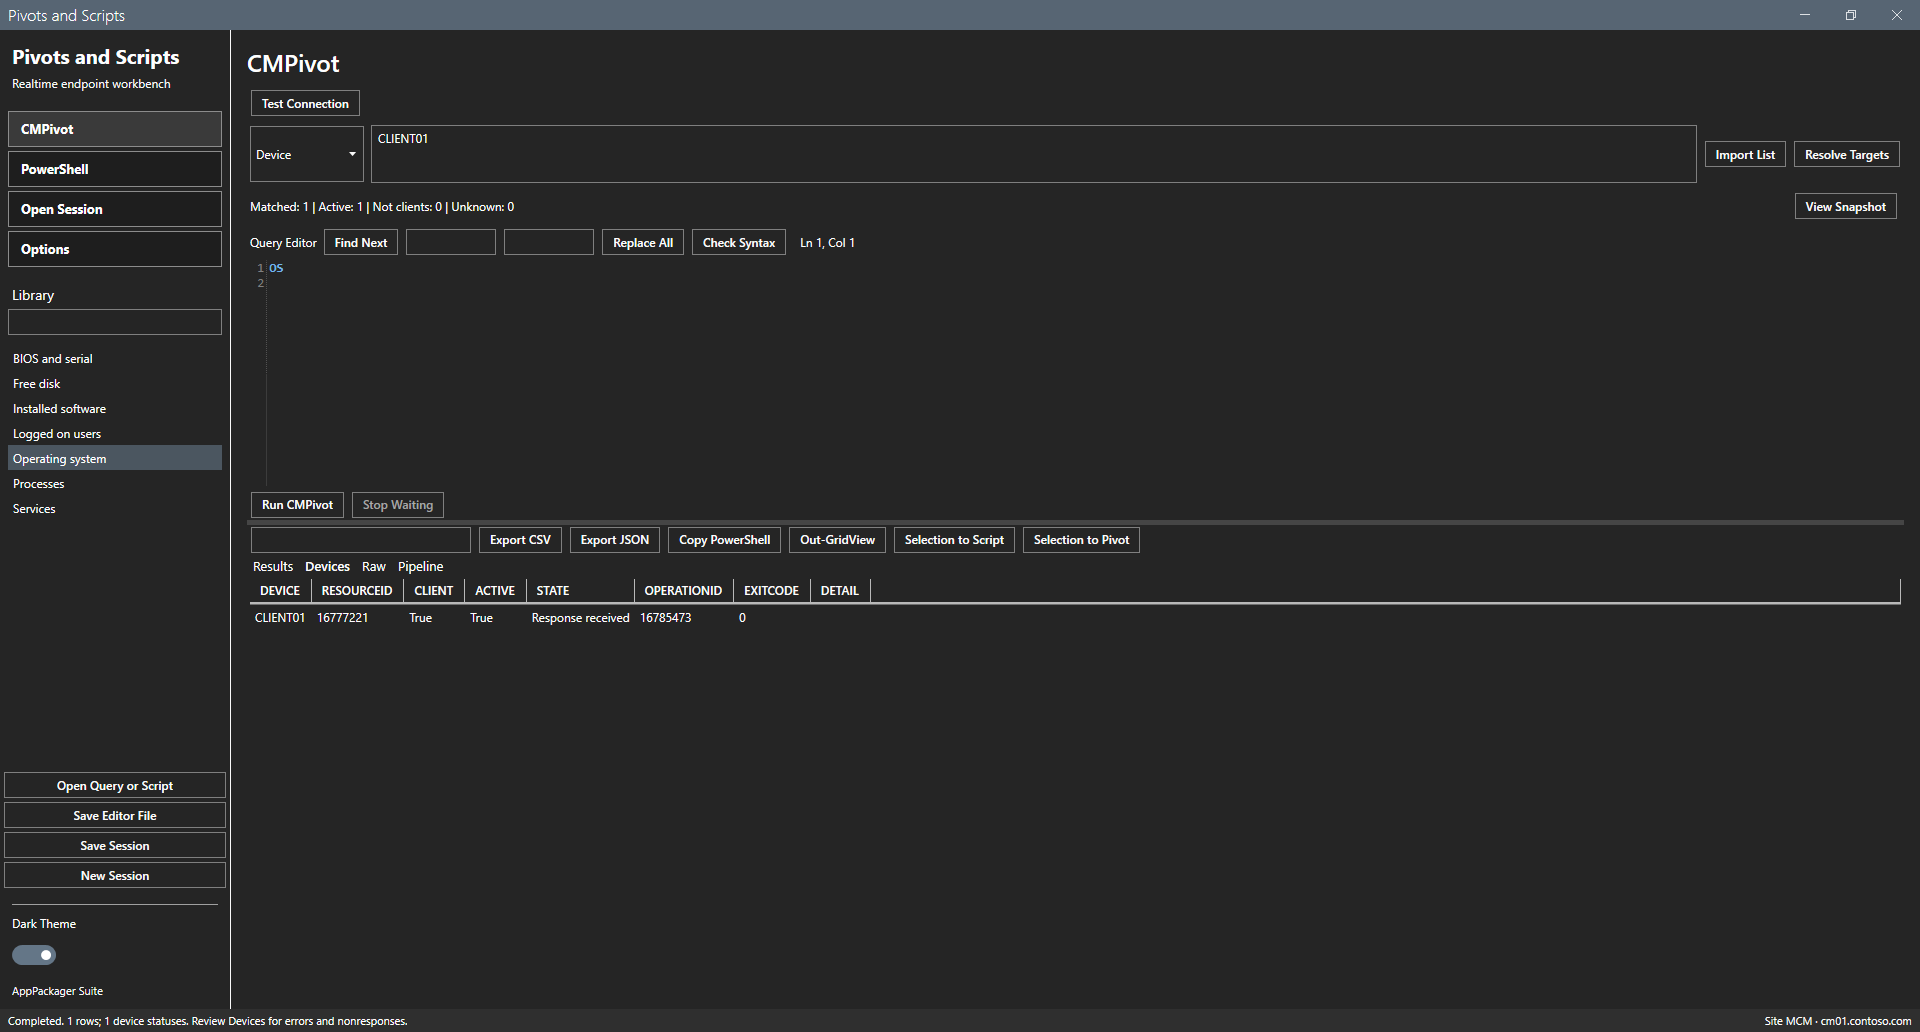 Pivots and Scripts
Pivots and Scripts
Realtime endpoint workbench
CMPivot
PowerShell
Open Session
Options
Library
BIOS and serial
Free disk
Installed software
Logged on users
Operating system
Processes
Services
Open Query or Script
Save Editor File
Save Session
New Session
Dark Theme
AppPackager Suite
CMPivot
Test Connection
Device
CLIENT01
Import List
Resolve Targets
Matched: 1 | Active: 1 | Not clients: 0 | Unknown: 0
View Snapshot
Query Editor
Find Next
Replace All
Check Syntax
Ln 1, Col 1
1 OS
2
Run CMPivot
Stop Waiting
Export CSV
Export JSON
Copy PowerShell
Out-GridView
Selection to Script
Selection to Pivot
Results Devices Raw Pipeline
DEVICE RESOURCEID CLIENT ACTIVE STATE OPERATIONID EXITCODE DETAIL
CLIENT01 16777221 True True Response received 16785473 0
Completed. 1 rows; 1 device statuses. Review Devices for errors and nonresponses.
Site MCM · cm01.contoso.com